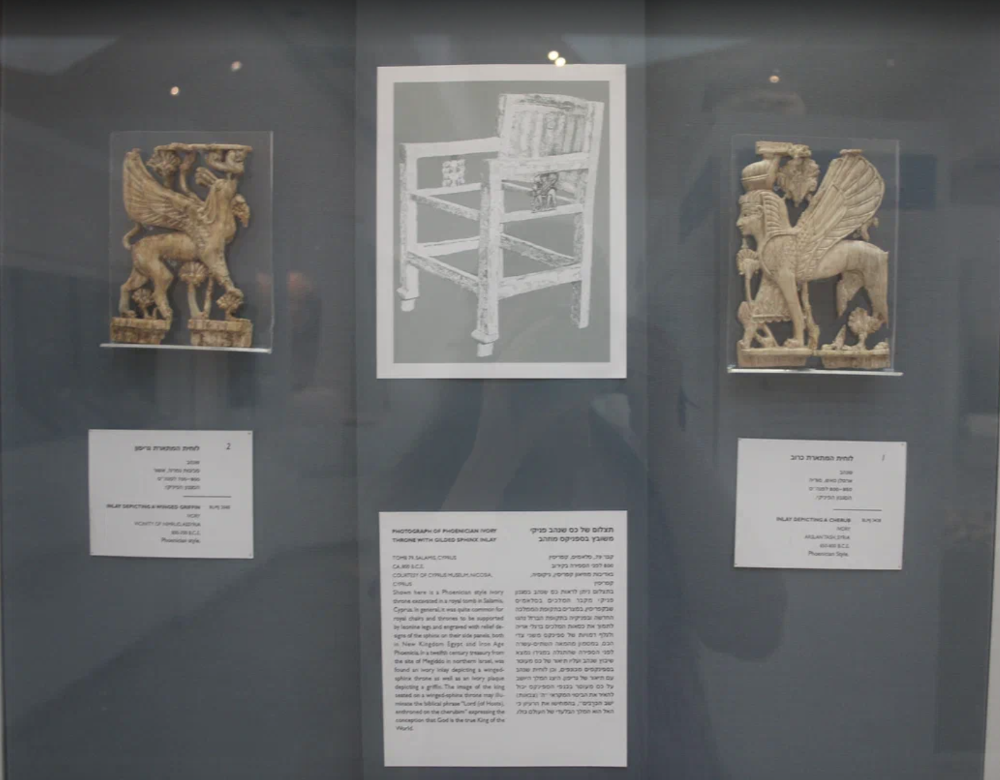 2
לוחית המתארת גריפון
שנהב
סביבות נמרוד, אשור
800–700 לפנה"ס
הסגנון הפיניקי
INLAY DEPICTING A WINGED GRIFFIN
IVORY
VICINITY OF NIMRUD, ASSYRIA
800-700 B.C.E.
Phoenician style.
PHOTOGRAPH OF PHOENICIAN IVORY
THRONE WITH GILDED SPHINX INLAY
TOMB 79, SALAMIS, CYPRUS
CA. 800 B.C.E.
COURTESY OF CYPRUS MUSEUM, NICOSIA,
CYPRUS
Shown here is a Phoenician style ivory
throne excavated in a royal tomb in Salamis,
Cyprus. In general, it was quite common for
royal chairs and thrones to be supported
by leonine legs and engraved with relief de-
signs of the sphinx on their side panels, both
in New Kingdom Egypt and Iron Age
Phoenicia. In a twelfth century treasury from
the site of Megiddo in northern Israel, was
found an ivory inlay depicting a winged-
sphinx throne as well as an ivory plaque
depicting a griffin. The image of the king
seated on a winged-sphinx throne may illu-
minate the biblical phrase "Lord (of Hosts),
enthroned on the cherubim" expressing the
conception that God is the true King of the
World.
תצלום של כס שנהב פניקי
משובץ בספינקס מוזהב
קבר 79, סלאמיס, קפריסין
800 לפני הספירה בקירוב
באדיבות מוזיאון קפריסין, ניקוסיה,
קפריסין
בתצלום ניתן לראות כס שנהב בסגנון
פניקי מקבר המלכים בסלאמיס
שבקפריסין. במצרים בתקופת הממלכה
החדשה ובפניקיה בתקופת הברזל נהגו
לתמוך את כסאות המלכים ברגלי אריה
ולגלף דמויות של ספינקס משני צדי
הכס. במטמון מהמאה השתים-עשרה
לפני הספירה שהתגלה במגידו נמצא
שיבוץ שנהב ועליו תיאור של כס מעוטר
בספינקסים מכונפים, וכן לוחית שנהב
עם תיאור של גריפון. היצג המלך היושב
על כס מעוטר בכנפי הספינקס יכול
להאיר את הביטוי המקראי "ה' (צבאות)
ישב הכרבים", בהמחישו את הרעיון כי
האל הוא המלך הבלעדי של העולם כולו.
1
לוחית המתארת כרוב
שנהב
ארסלן טאש, סוריה
850–800 לפנה"ס
הסגנון הפיניקי
INLAY DEPICTING A CHERUB
IVORY
ARSLAN TASH, SYRIA
Phoenician Style.